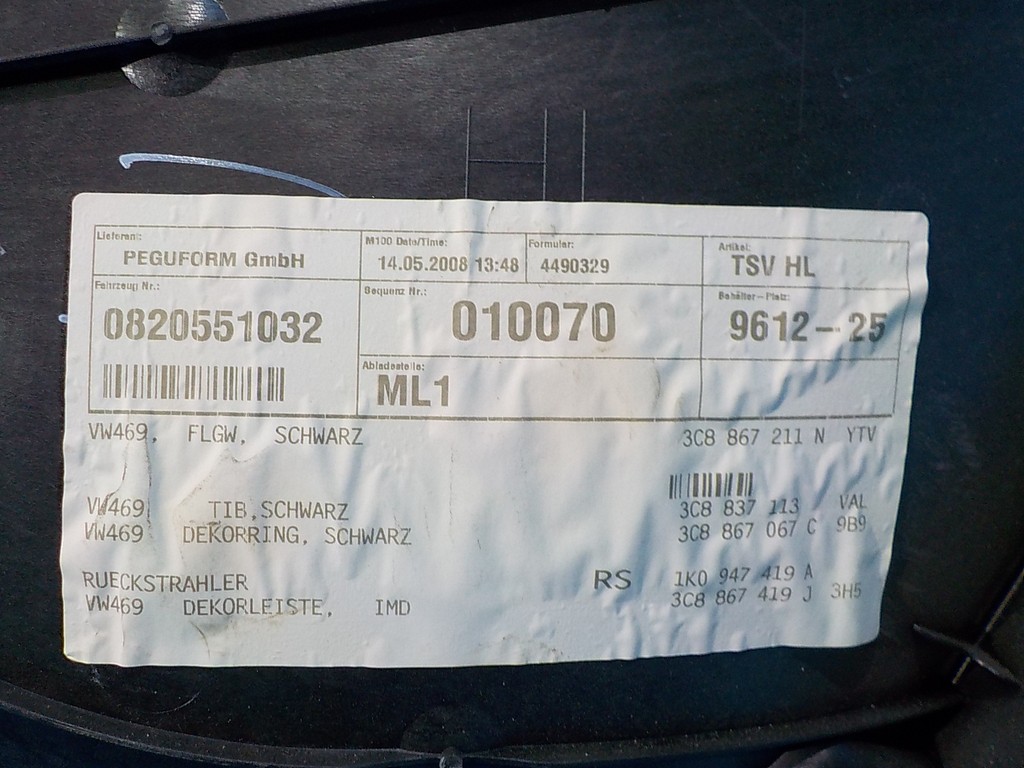 Lieferant: M100 Date/Time: Formular: Artikel:
PEGUFORM GmbH 14.05.2008 13:48 4490329 TSV HL
Fahrzeug Nr.: Sequenz Nr.: Behälter-Platz:
0820551032 010070 9612-25
Abladestelle:
ML1
VW469, FLGW, SCHWARZ 3C8 867 211 N YTV
VW469 TIB,SCHWARZ 3C8 837 113 VAL
VW469 DEKORRING, SCHWARZ 3C8 867 067 C 9B9
RUECKSTRAHLER RS 1K0 947 419 A
VW469 DEKORLEISTE, IMD 3C8 867 419 J 3H5